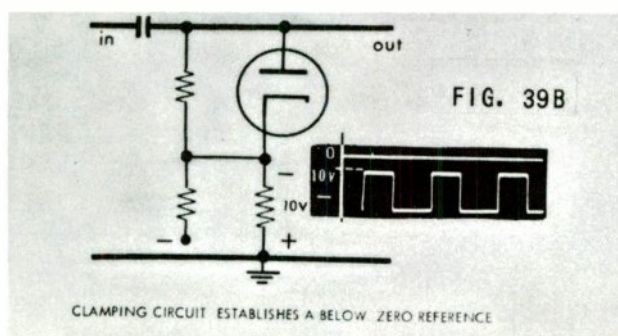 in
out
FIG. 39B
0
10v
–
–
10v
– +
CLAMPING CIRCUIT ESTABLISHES A BELOW ZERO REFERENCE